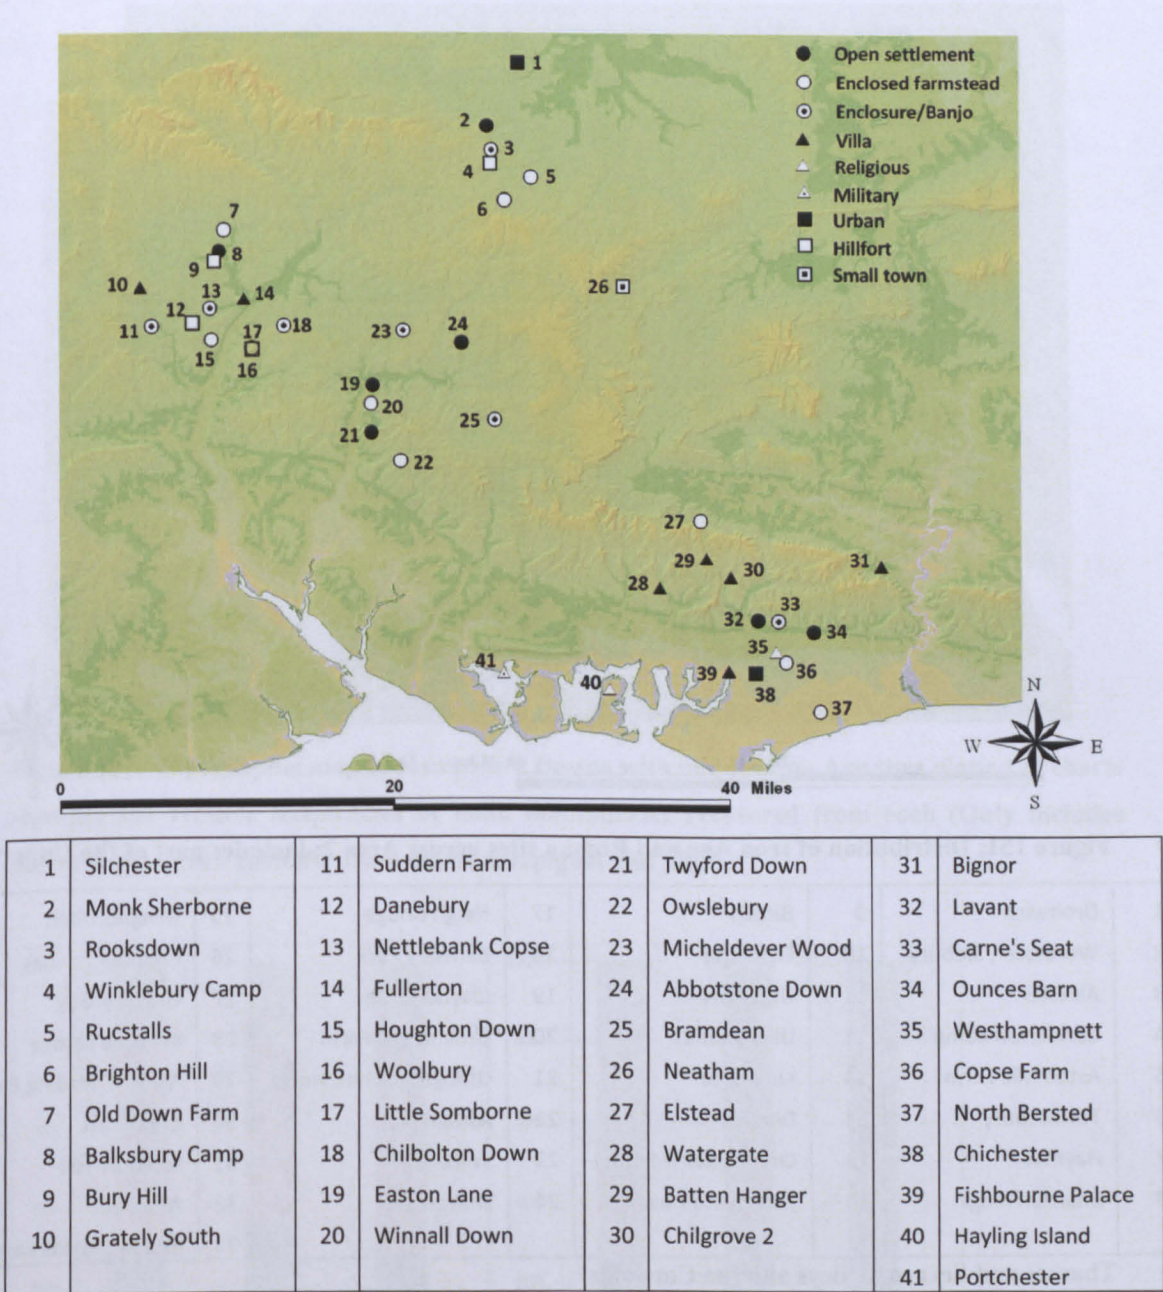 1
2
3
4
5
6
7
8
9
10
13
14
12
11
17
18
15
16
23
24
26
19
20
25
21
22
27
29
30
31
28
33
32
34
35
36
41
40
39
38
37
Open settlement
Enclosed farmstead
Enclosure/Banjo
Villa
Religious
Military
Urban
Hillfort
Small town
N
W E
S
0 20 40 Miles
1 Silchester 11 Suddern Farm 21 Twyford Down 31 Bignor
2 Monk Sherborne 12 Danebury 22 Owslebury 32 Lavant
3 Rooksdown 13 Nettlebank Copse 23 Micheldever Wood 33 Carne's Seat
4 Winklebury Camp 14 Fullerton 24 Abbotstone Down 34 Ounces Barn
5 Rucstalls 15 Houghton Down 25 Bramdean 35 Westhampnett
6 Brighton Hill 16 Woolbury 26 Neatham 36 Copse Farm
7 Old Down Farm 17 Little Somborne 27 Elstead 37 North Bersted
8 Balksbury Camp 18 Chilbolton Down 28 Watergate 38 Chichester
9 Bury Hill 19 Easton Lane 29 Batten Hanger 39 Fishbourne Palace
10 Grately South 20 Winnall Down 30 Chilgrove 2 40 Hayling Island
41 Portchester